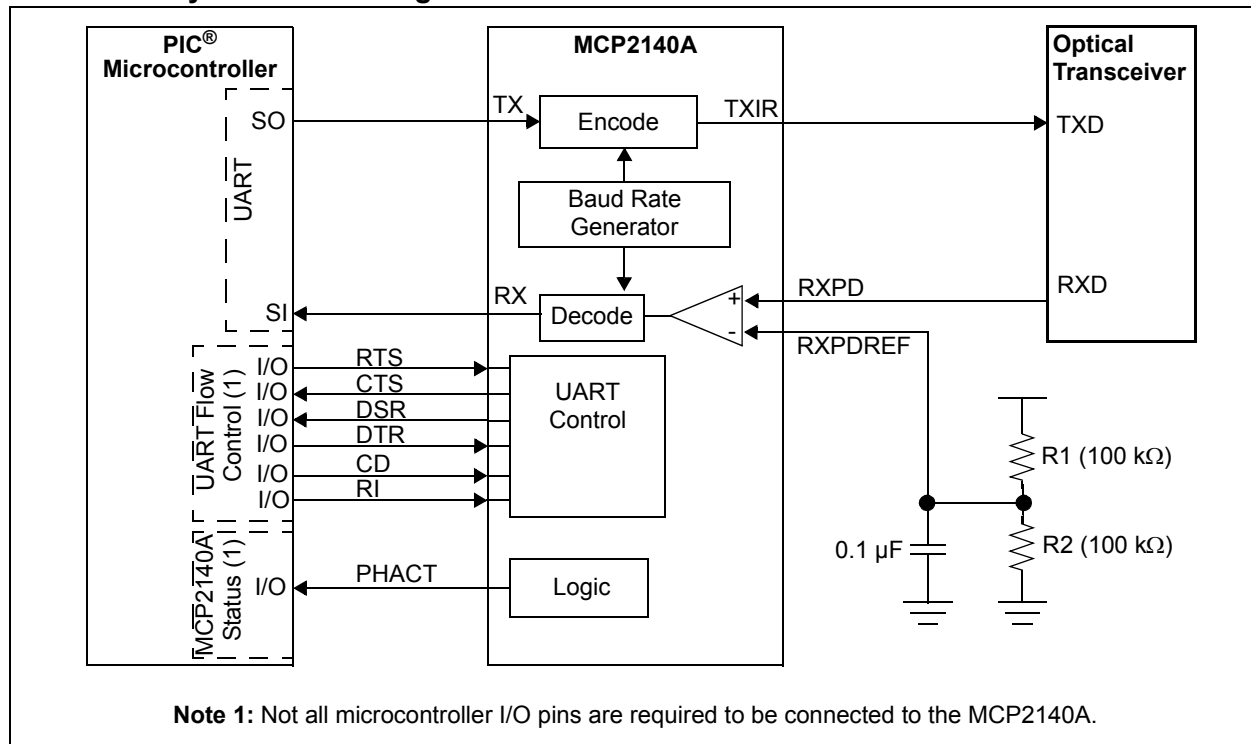 PIC®
Microcontroller
MCP2140A
Optical
Transceiver
UART
SO
TX
Encode
TXIR
TXD
Baud Rate
Generator
SI
RX
Decode
+
-
RXPD
RXPDREF
RXD
UART Flow
Control (1)
I/O
RTS
I/O
CTS
I/O
DSR
I/O
DTR
I/O
CD
I/O
RI
UART
Control
R1 (100 kΩ)
R2 (100 kΩ)
0.1 µF
MCP2140A
Status (1)
I/O
PHACT
Logic
Note 1: Not all microcontroller I/O pins are required to be connected to the MCP2140A.